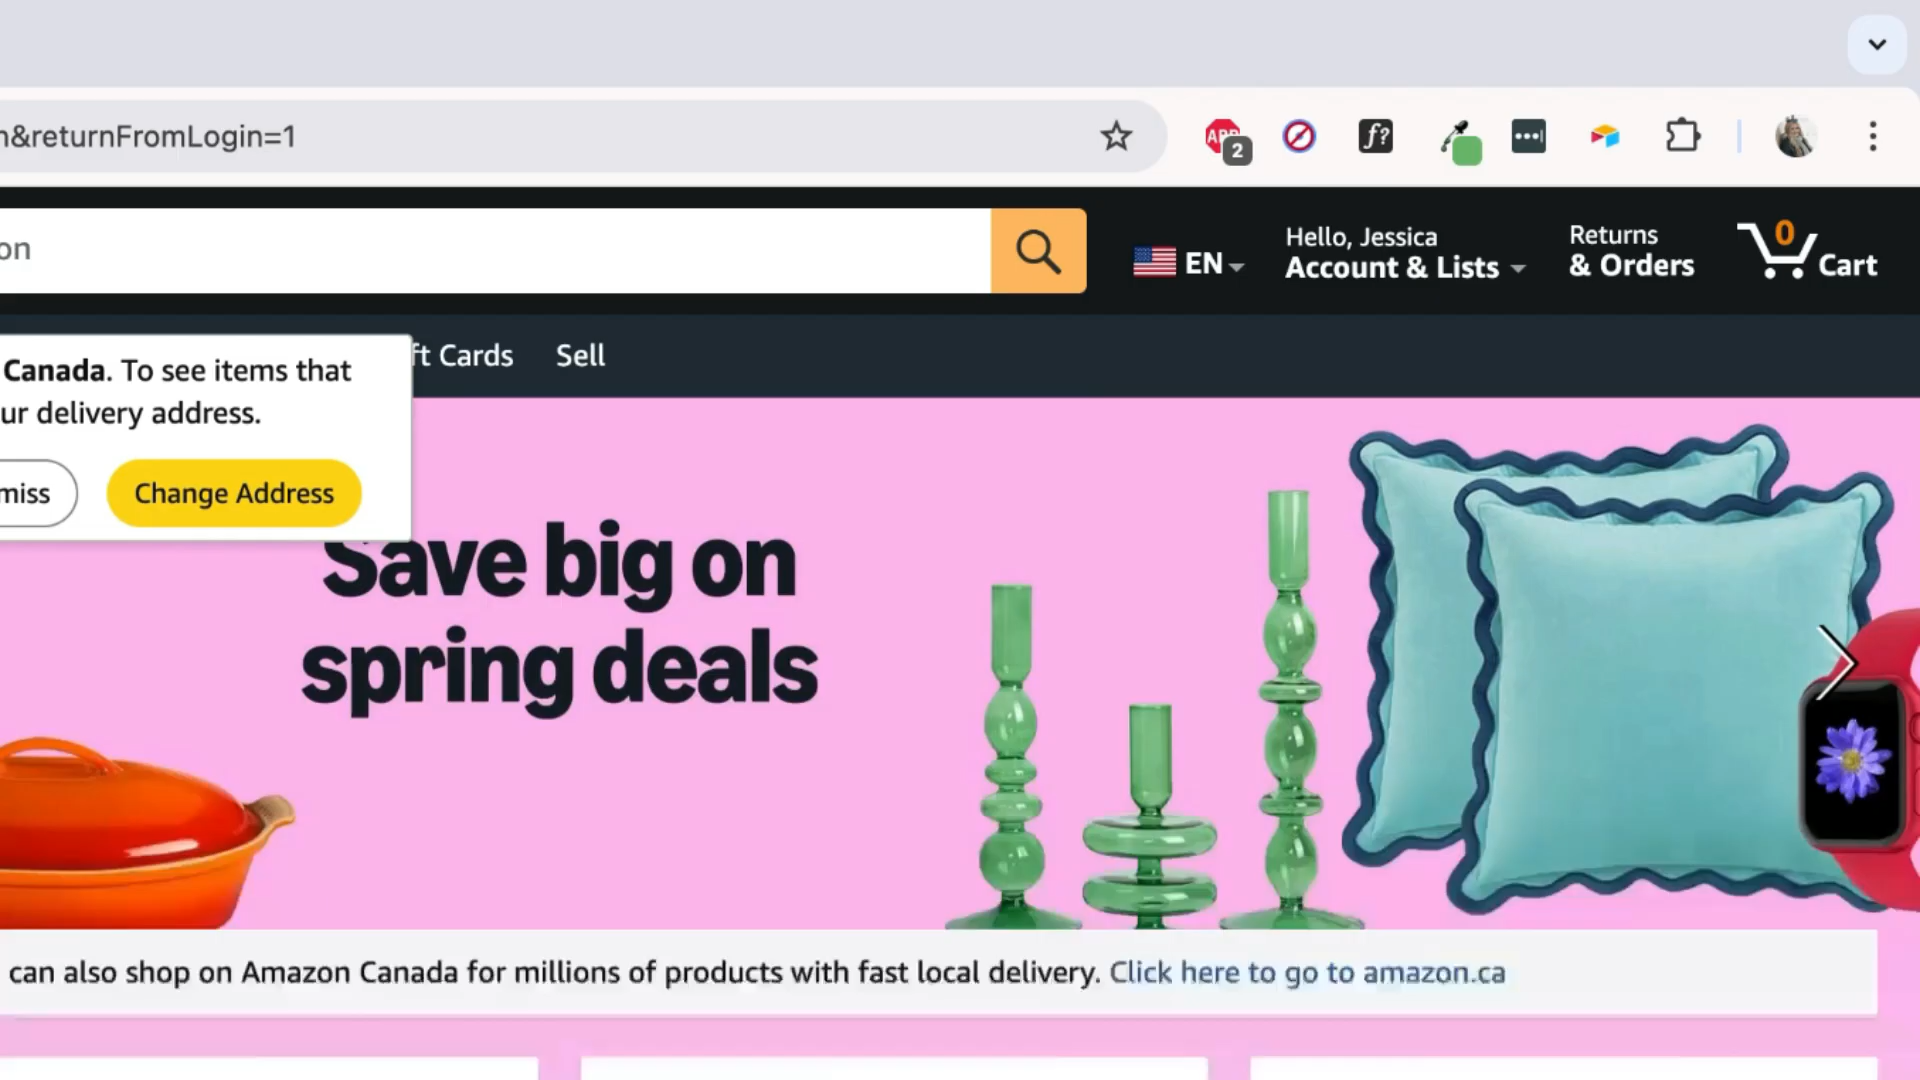 &returnFromLogin=1
ABP
2
f?
on
EN
Hello, Jessica
Account & Lists
Returns
& Orders
0
Cart
Canada. To see items that
ur delivery address.
ft Cards
Sell
miss
Change Address
Save big on
spring deals
can also shop on Amazon Canada for millions of products with fast local delivery. Click here to go to amazon.ca